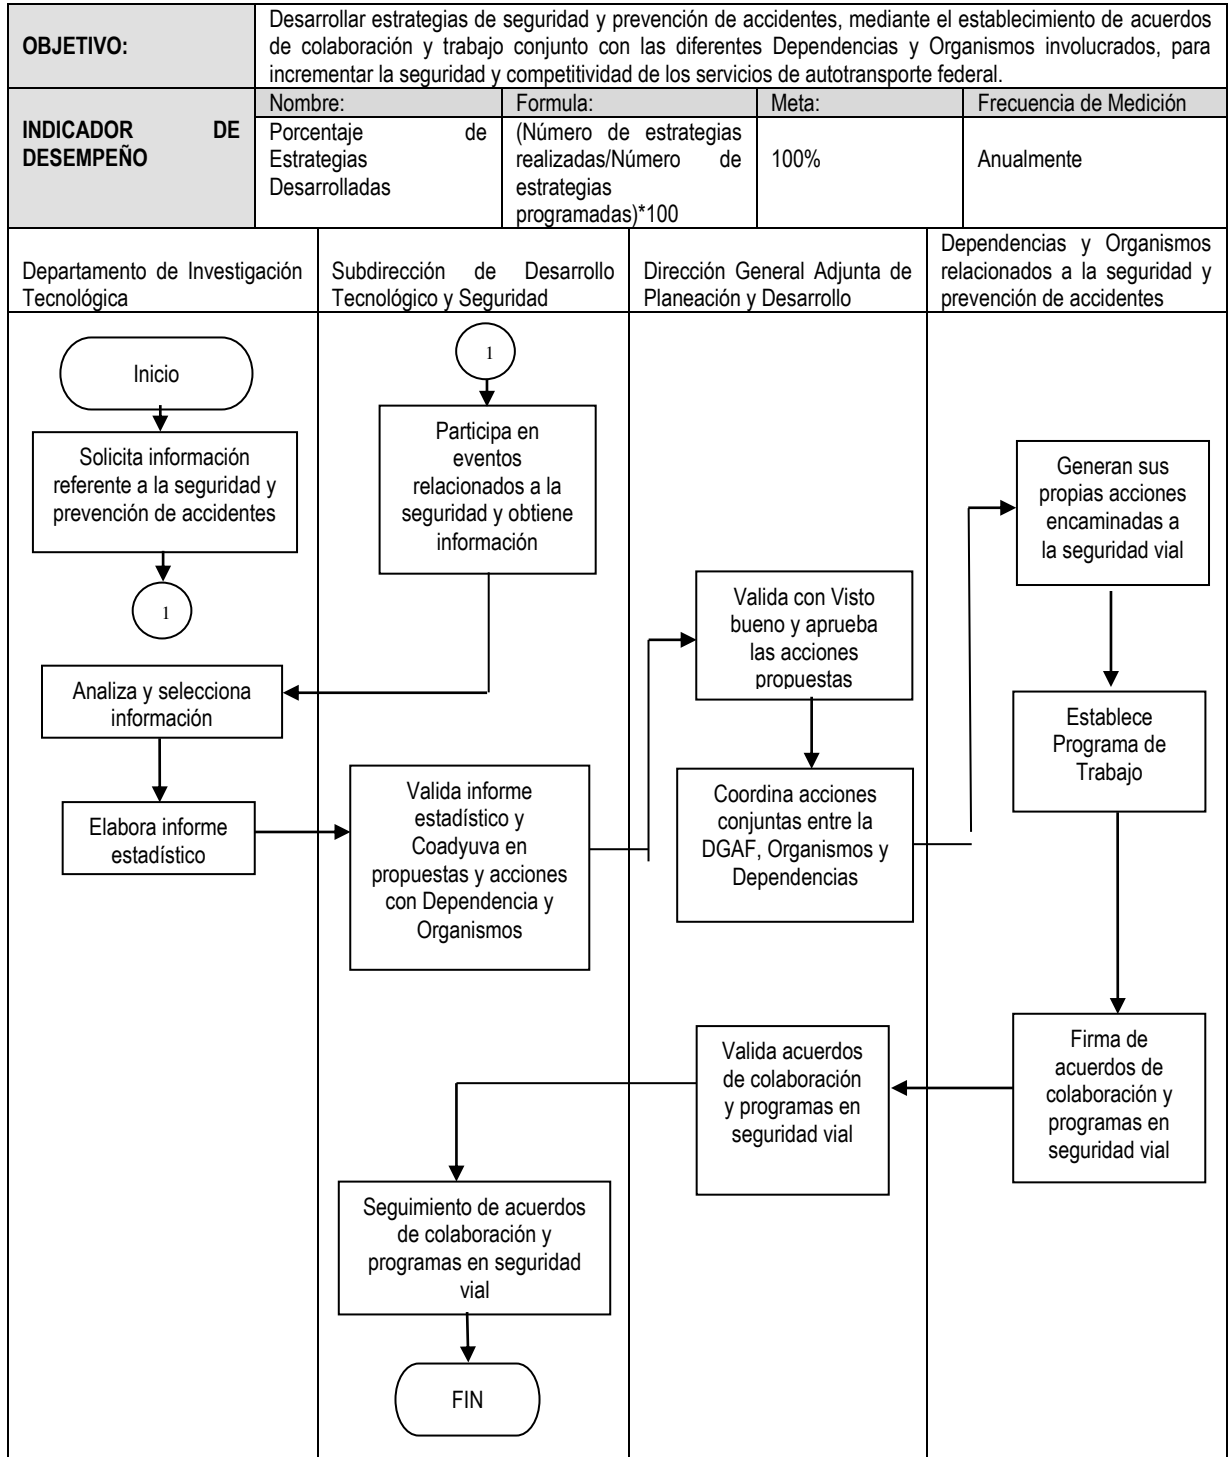 OBJETIVO:
Desarrollar estrategias de seguridad y prevención de accidentes, mediante el establecimiento de acuerdos
de colaboración y trabajo conjunto con las diferentes Dependencias y Organismos involucrados, para
incrementar la seguridad y competitividad de los servicios de autotransporte federal.
INDICADOR DE
DESEMPEÑO
Nombre:
Porcentaje de
Estrategias
Desarrolladas
Formula:
(Número de estrategias
realizadas/Número de
estrategias
programadas)*100
Meta:
100%
Frecuencia de Medición
Anualmente
Departamento de Investigación
Tecnológica
Subdirección de Desarrollo
Tecnológico y Seguridad
Dirección General Adjunta de
Planeación y Desarrollo
Dependencias y Organismos
relacionados a la seguridad y
prevención de accidentes
Inicio
Solicita información
referente a la seguridad y
prevención de accidentes
1
1
Participa en
eventos
relacionados a la
seguridad y obtiene
información
Analiza y selecciona
información
Elabora informe
estadístico
Valida informe
estadístico y
Coadyuva en
propuestas y acciones
con Dependencia y
Organismos
Valida con Visto
bueno y aprueba
las acciones
propuestas
Coordina acciones
conjuntas entre la
DGAF, Organismos y
Dependencias
Generan sus
propias acciones
encaminadas a
la seguridad vial
Establece
Programa de
Trabajo
Firma de
acuerdos de
colaboración y
programas en
seguridad vial
Valida acuerdos
de colaboración
y programas en
seguridad vial
Seguimiento de acuerdos
de colaboración y
programas en seguridad
vial
FIN